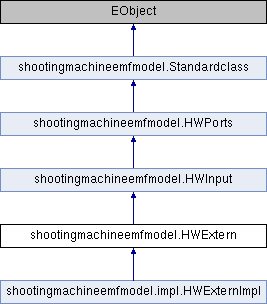 EObject
shootingmachineemfmodel.Standardclass
shootingmachineemfmodel.HWPorts
shootingmachineemfmodel.HWInput
shootingmachineemfmodel.HWExtern
shootingmachineemfmodel.impl.HWExternImpl